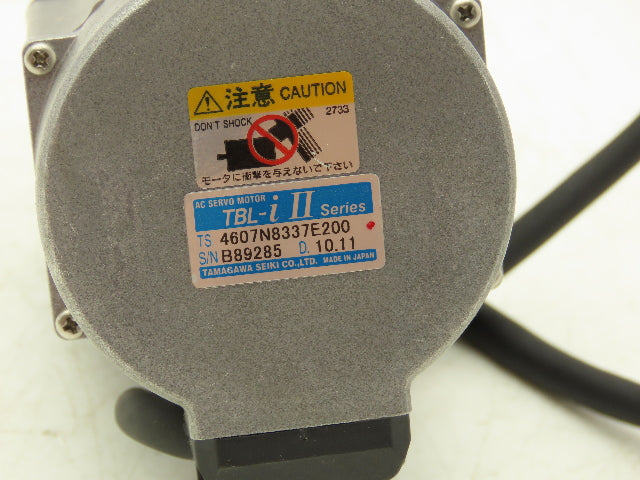 注意 CAUTION
2733
DON'T SHOCK
モータに衝撃を与えないで下さい
AC SERVO MOTOR
TBL-i II Series
TS 4607N8337E200
S/N B89285 D. 10.11
TAMAGAWA SEIKI CO.,LTD. MADE IN JAPAN